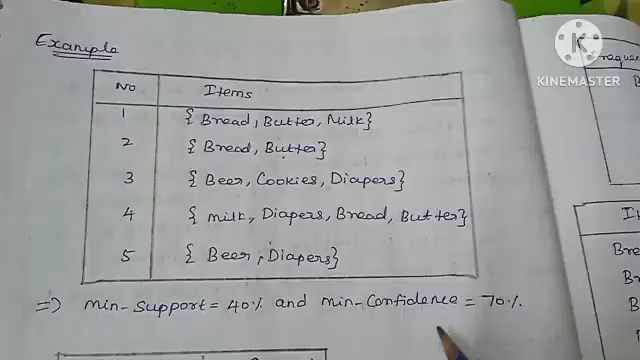 Example
No Items
1 { Bread, Butter, Milk}
2 { Bread, Butter}
3 { Beer, Cookies, Diapers}
4 { Milk, Diapers, Bread, Butter}
5 { Beer, Diapers}
=> Min-Support = 40% and Min-Confidence = 70%.
K
KINEMASTER